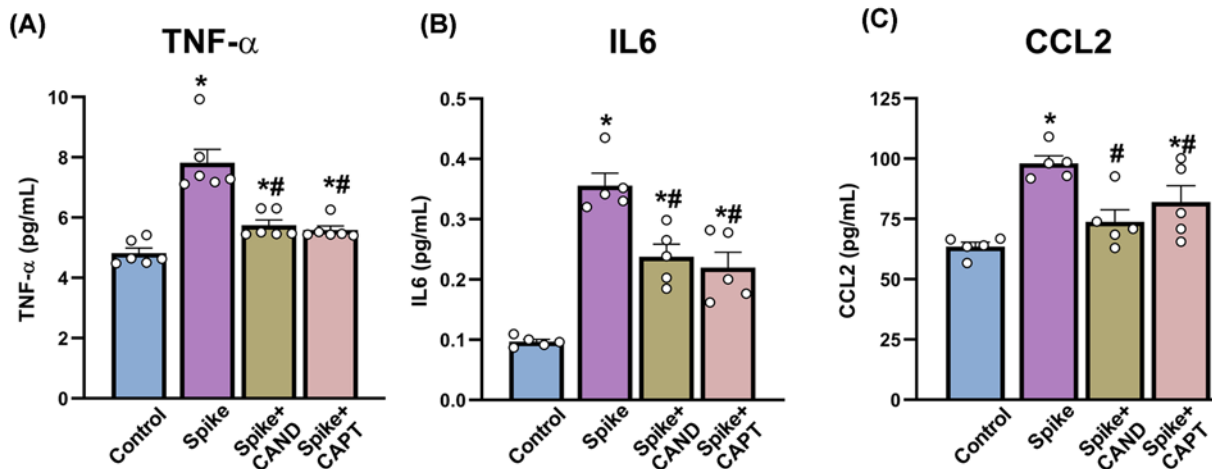 (A)
TNF-α
TNF-α (pg/mL)
10
8
6
4
2
0
*
*#
*#
Control
Spike
Spike+
CAND
Spike+
CAPT
(B)
IL6
IL6 (pg/mL)
0.5
0.4
0.3
0.2
0.1
0.0
*
*#
*#
Control
Spike
Spike+
CAND
Spike+
CAPT
(C)
CCL2
CCL2 (pg/mL)
125
100
75
50
25
0
*
#
*#
Control
Spike
Spike+
CAND
Spike+
CAPT